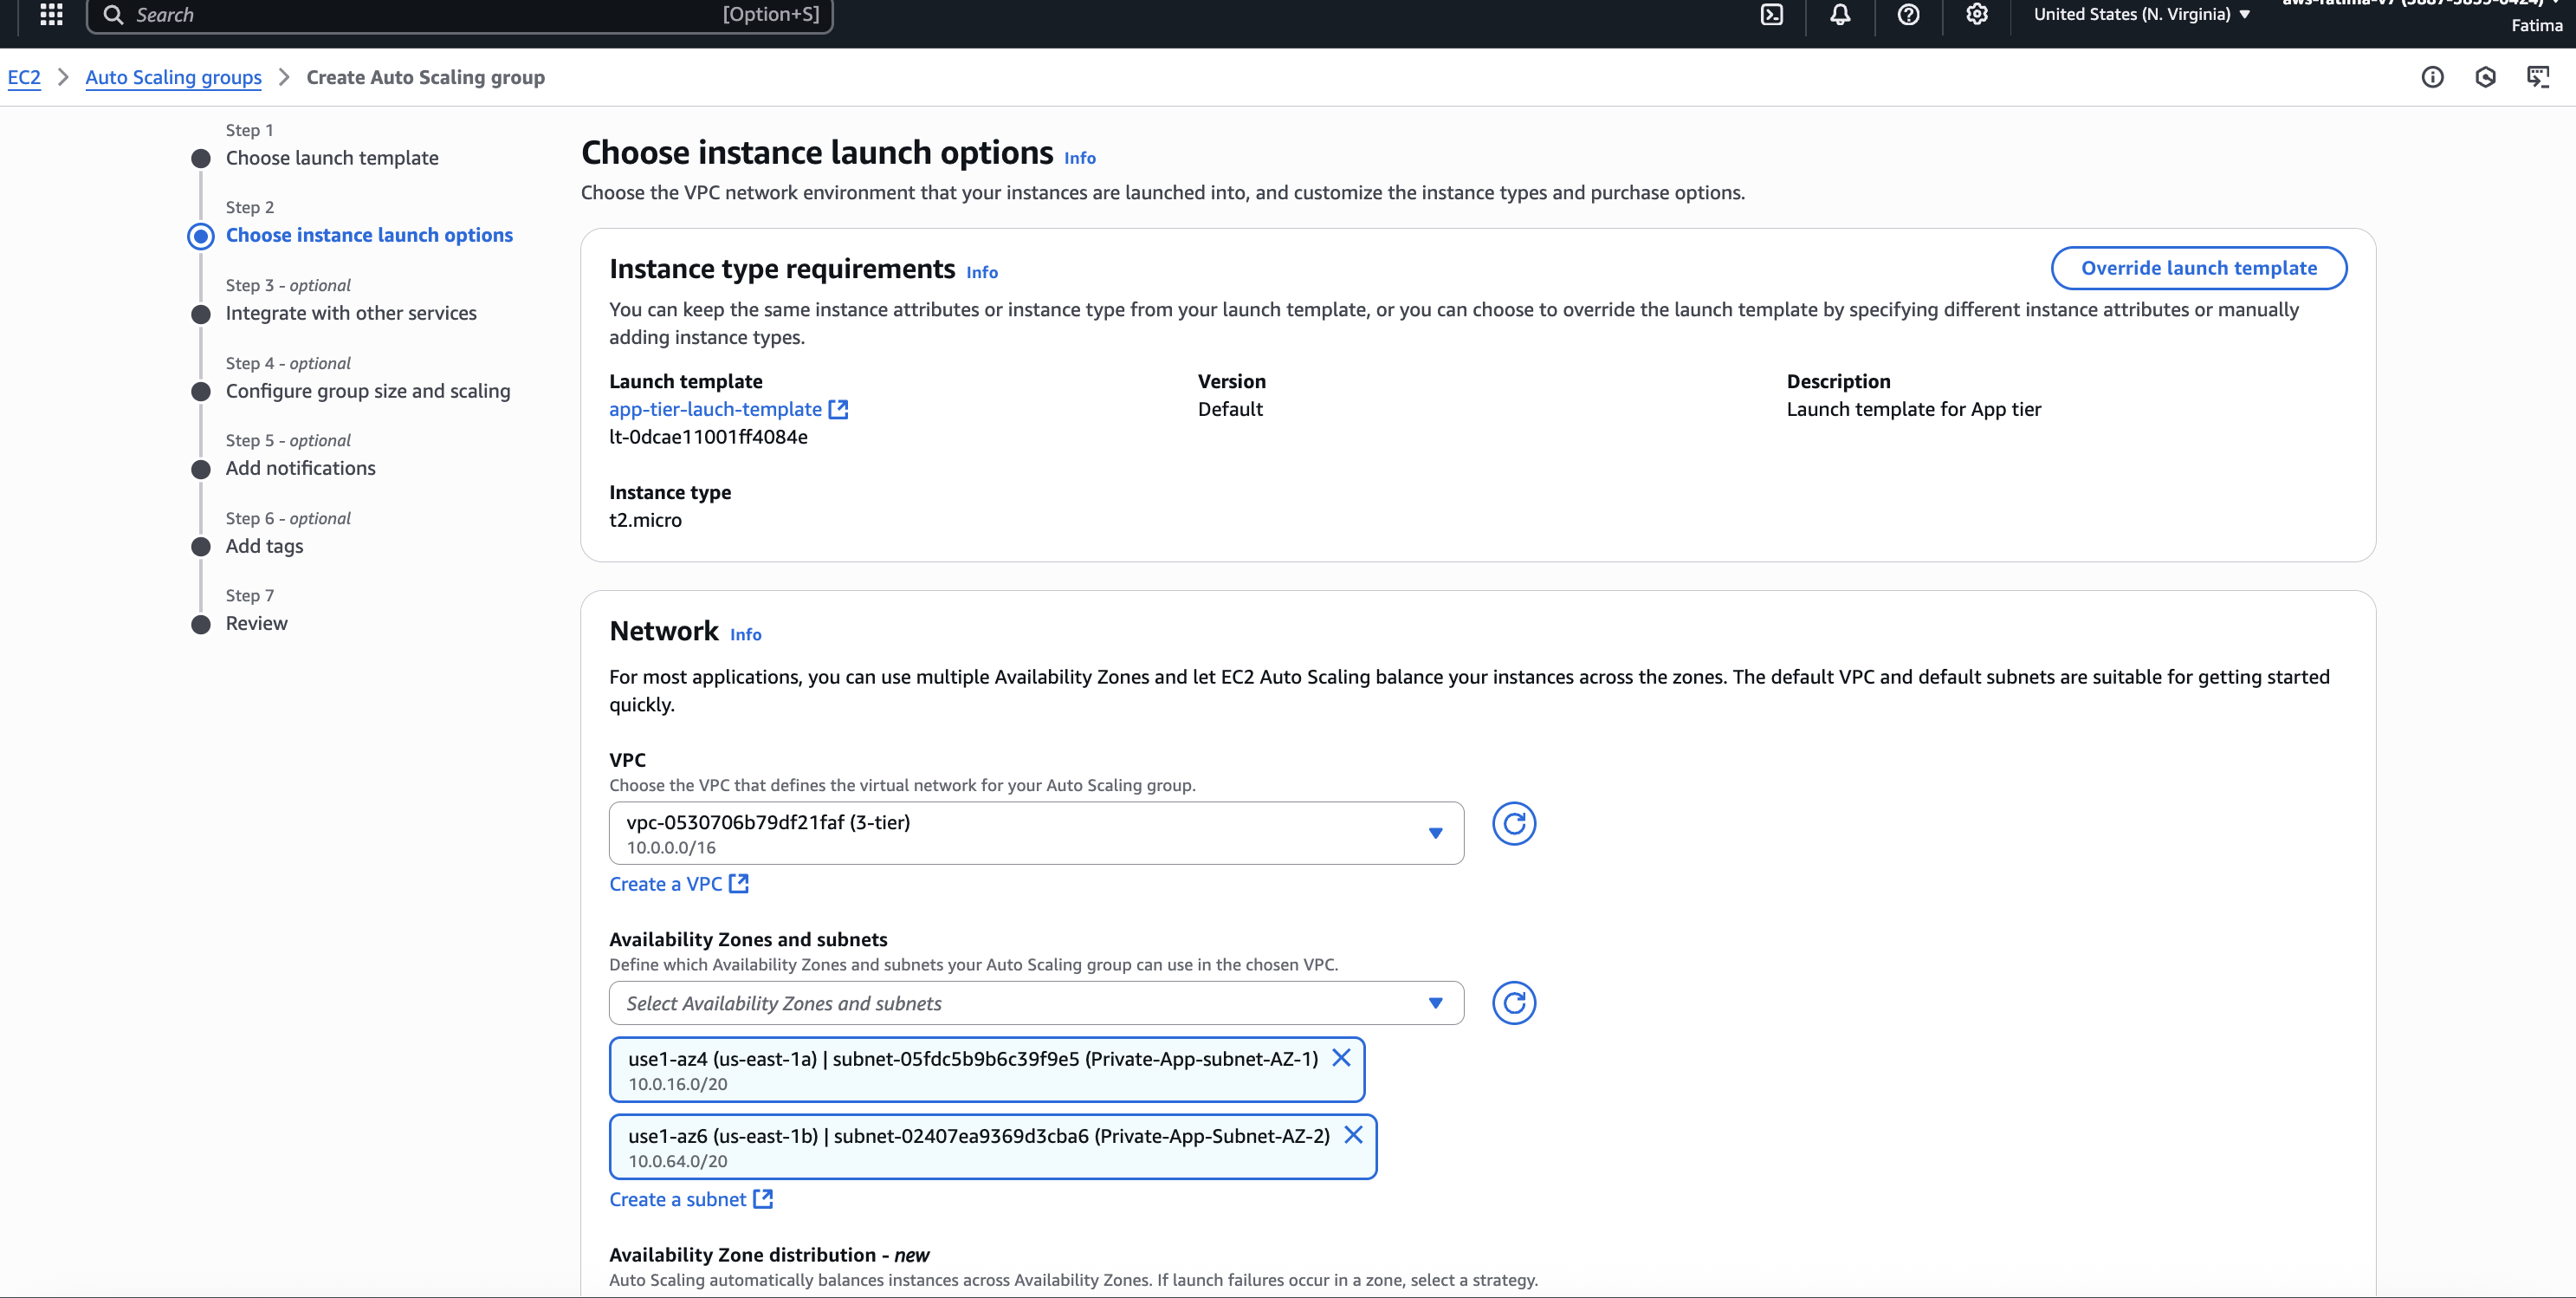 Search [Option+S]
United States (N. Virginia)
Fatima
EC2 > Auto Scaling groups > Create Auto Scaling group
Step 1
Choose launch template
Step 2
Choose instance launch options
Step 3 - optional
Integrate with other services
Step 4 - optional
Configure group size and scaling
Step 5 - optional
Add notifications
Step 6 - optional
Add tags
Step 7
Review
Choose instance launch options Info
Choose the VPC network environment that your instances are launched into, and customize the instance types and purchase options.
Instance type requirements Info
Override launch template
You can keep the same instance attributes or instance type from your launch template, or you can choose to override the launch template by specifying different instance attributes or manually
adding instance types.
Launch template
app-tier-lauch-template
lt-0dcae11001ff4084e
Version
Default
Description
Launch template for App tier
Instance type
t2.micro
Network Info
For most applications, you can use multiple Availability Zones and let EC2 Auto Scaling balance your instances across the zones. The default VPC and default subnets are suitable for getting started
quickly.
VPC
Choose the VPC that defines the virtual network for your Auto Scaling group.
vpc-0530706b79df21faf (3-tier)
10.0.0.0/16
Create a VPC
Availability Zones and subnets
Define which Availability Zones and subnets your Auto Scaling group can use in the chosen VPC.
Select Availability Zones and subnets
use1-az4 (us-east-1a) | subnet-05fdc5b9b6c39f9e5 (Private-App-subnet-AZ-1)
10.0.16.0/20
use1-az6 (us-east-1b) | subnet-02407ea9369d3cba6 (Private-App-Subnet-AZ-2)
10.0.64.0/20
Create a subnet
Availability Zone distribution - new
Auto Scaling automatically balances instances across Availability Zones. If launch failures occur in a zone, select a strategy.